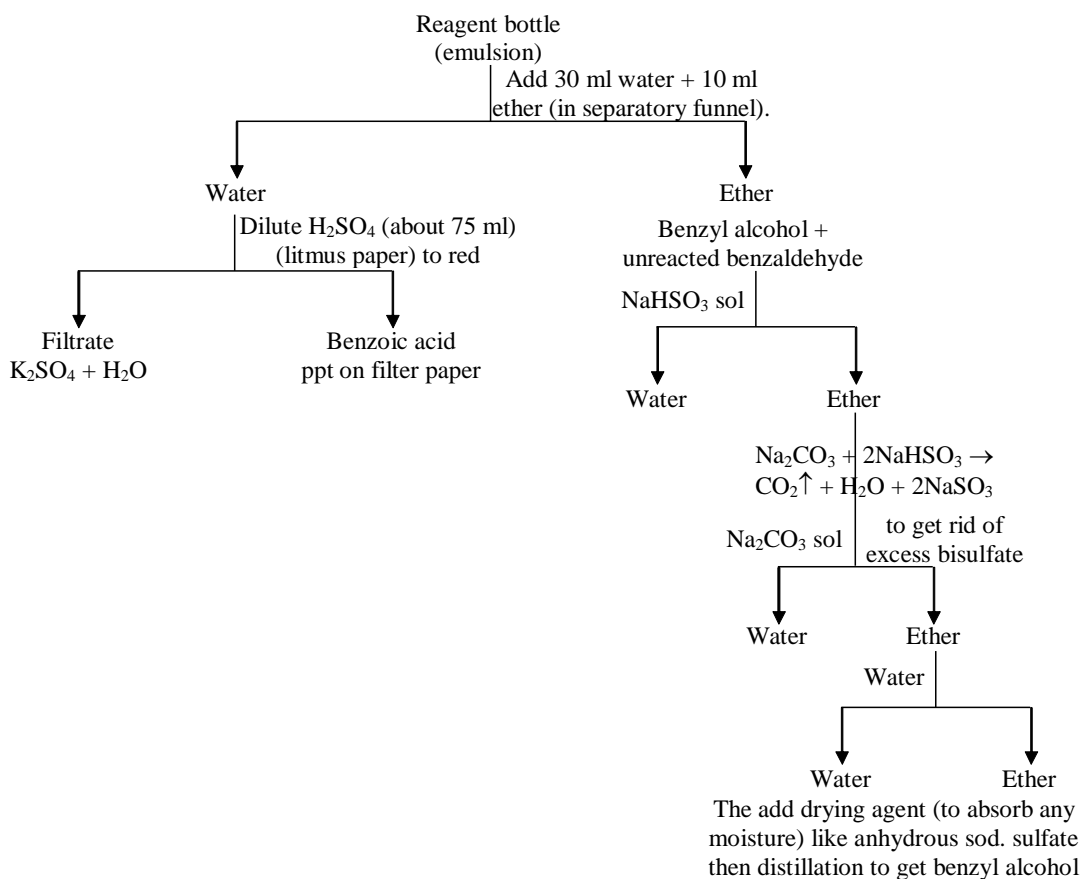 Reagent bottle
(emulsion)
Add 30 ml water + 10 ml
ether (in separatory funnel).
Water
Ether
Dilute H₂SO₄ (about 75 ml)
(litmus paper) to red
Benzyl alcohol +
unreacted benzaldehyde
NaHSO₃ sol
Filtrate
K₂SO₄ + H₂O
Benzoic acid
ppt on filter paper
Water
Ether
Na₂CO₃ + 2NaHSO₃ →
CO₂↑ + H₂O + 2NaSO₃
Na₂CO₃ sol
to get rid of
excess bisulfate
Water
Ether
Water
Water
Ether
The add drying agent (to absorb any
moisture) like anhydrous sod. sulfate
then distillation to get benzyl alcohol